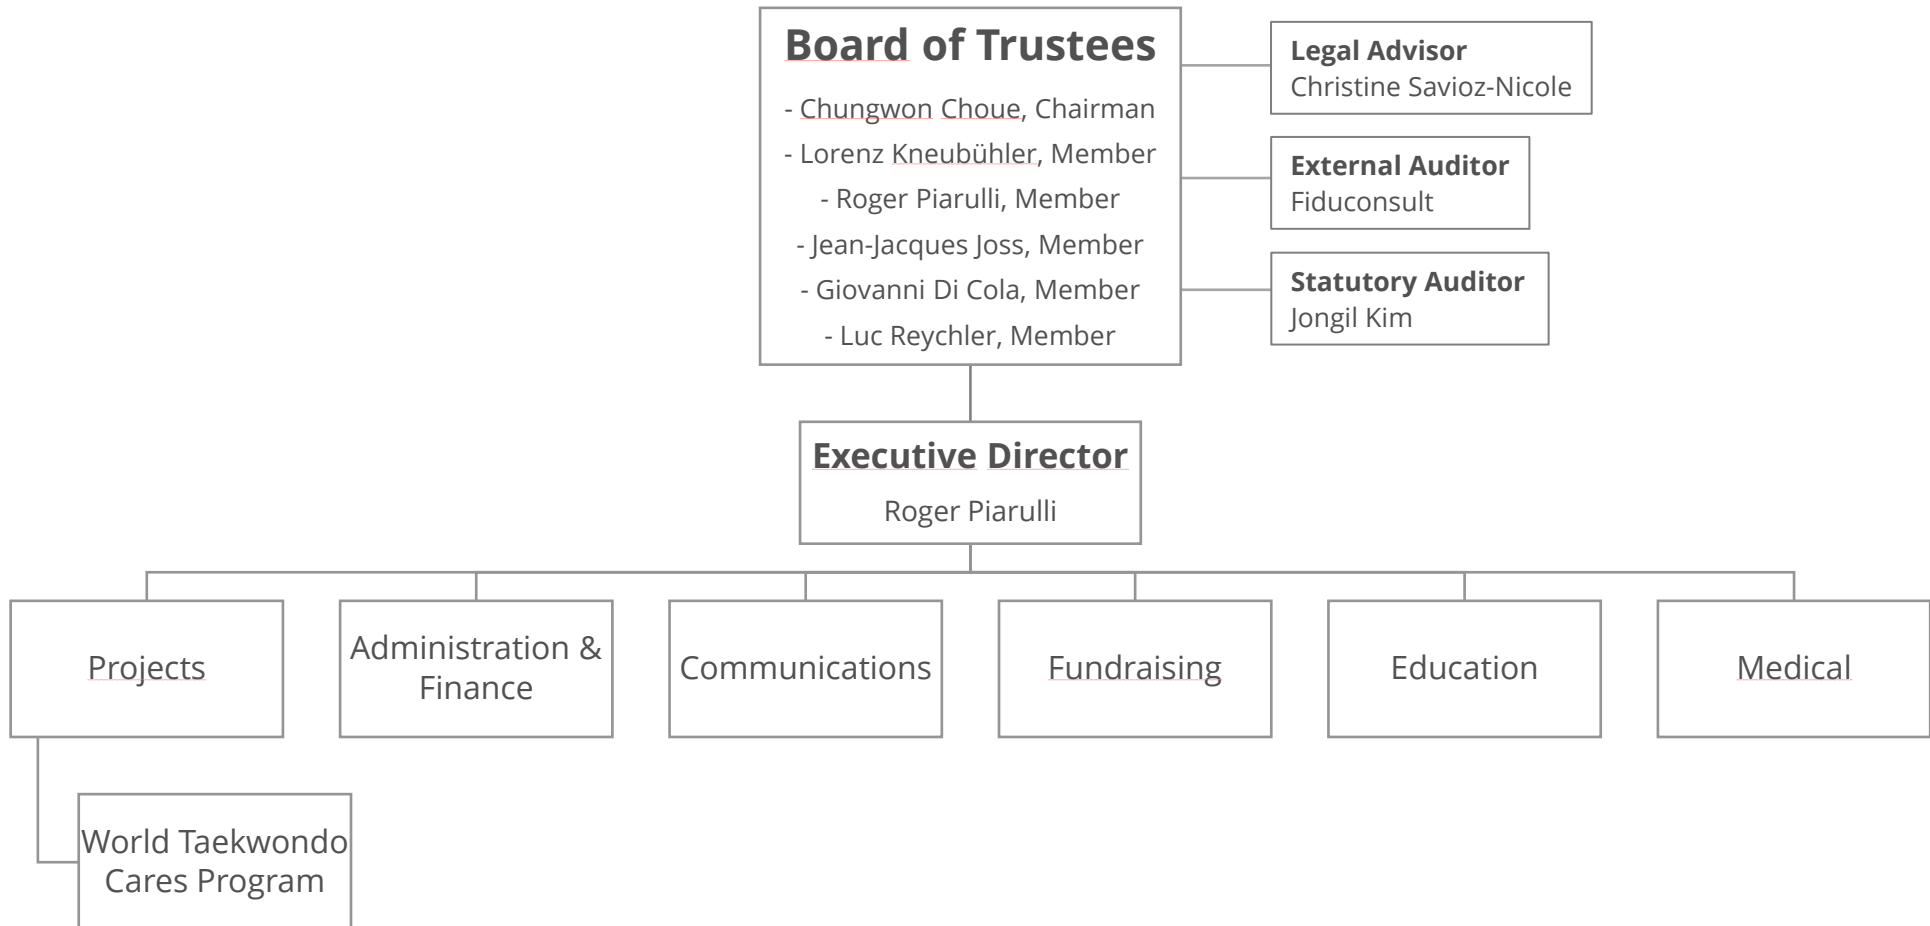 Board of Trustees
- Chungwon Choue, Chairman
- Lorenz Kneubühler, Member
- Roger Piarulli, Member
- Jean-Jacques Joss, Member
- Giovanni Di Cola, Member
- Luc Reychler, Member
Legal Advisor
Christine Savioz-Nicole
External Auditor
Fiduconsult
Statutory Auditor
Jongil Kim
Executive Director
Roger Piarulli
Projects
Administration &
Finance
Communications
Fundraising
Education
Medical
World Taekwondo
Cares Program